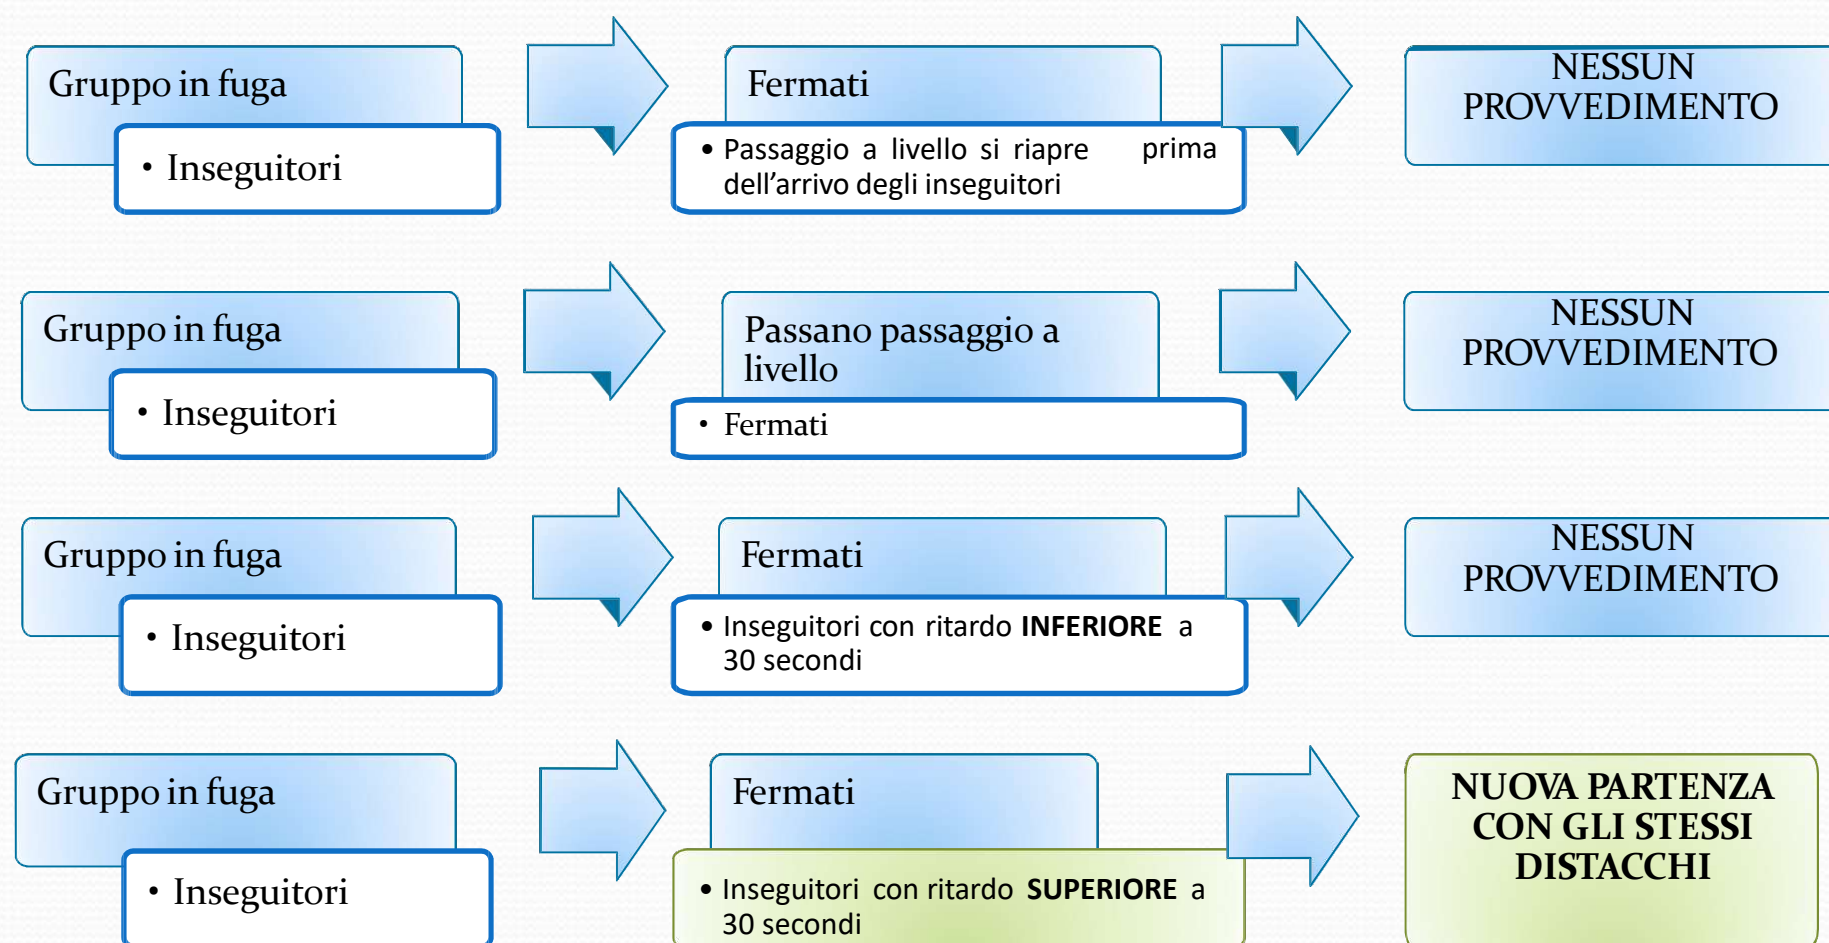 Gruppo in fuga
• Inseguitori
Fermati
• Passaggio a livello si riapre prima
dell’arrivo degli inseguitori
NESSUN
PROVVEDIMENTO
Gruppo in fuga
• Inseguitori
Passano passaggio a
livello
• Fermati
NESSUN
PROVVEDIMENTO
Gruppo in fuga
• Inseguitori
Fermati
• Inseguitori con ritardo INFERIORE a
30 secondi
NESSUN
PROVVEDIMENTO
Gruppo in fuga
• Inseguitori
Fermati
• Inseguitori con ritardo SUPERIORE a
30 secondi
NUOVA PARTENZA
CON GLI STESSI
DISTACCHI